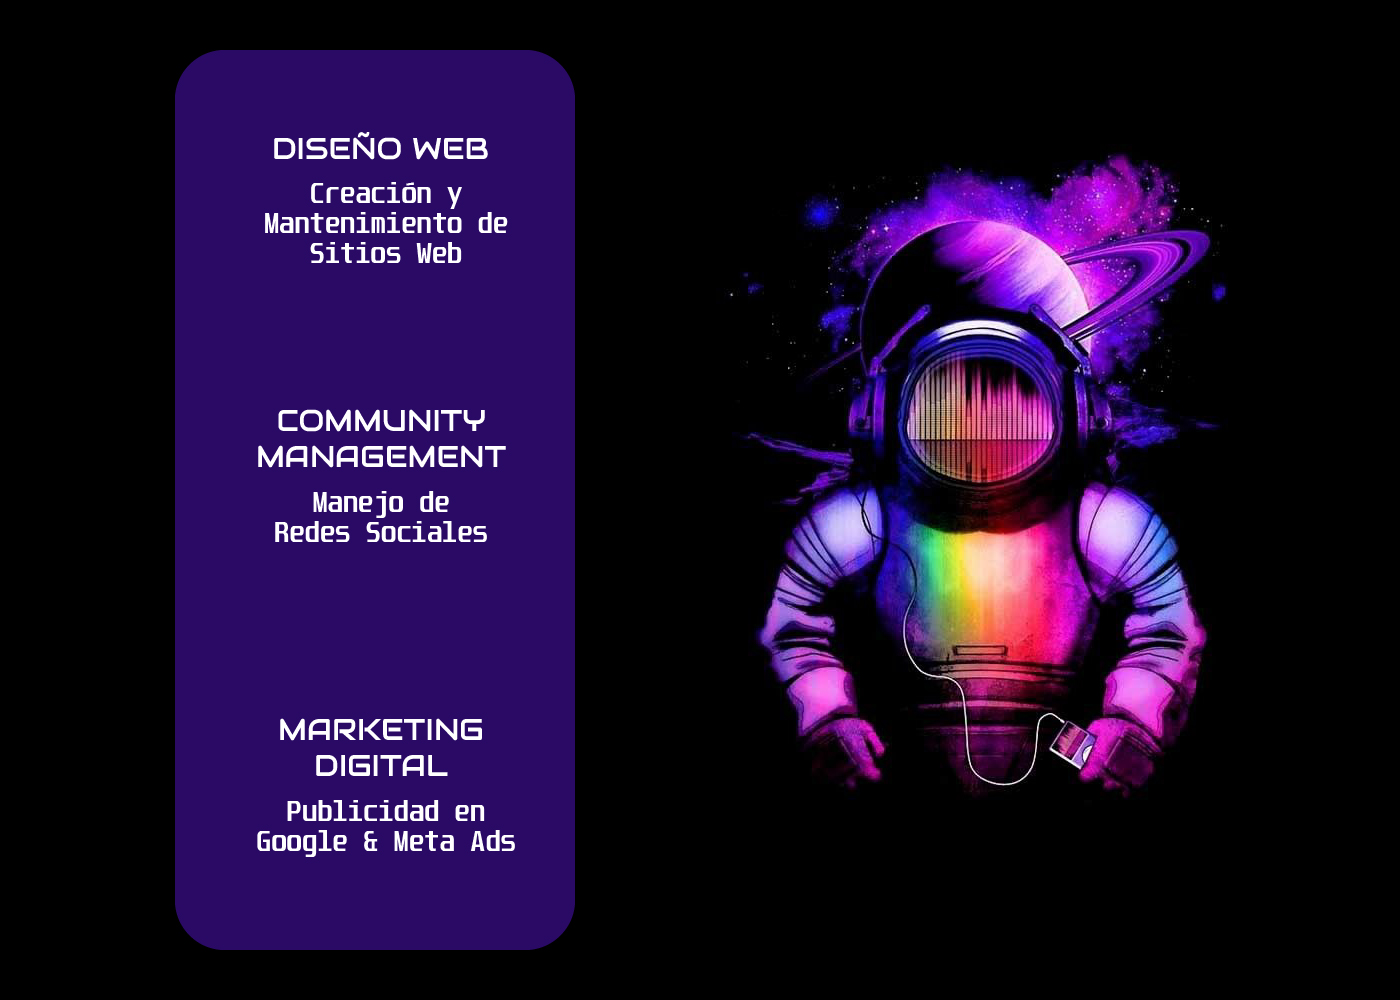 DISEÑO WEB
Creación y
Mantenimiento de
Sitios Web
COMMUNITY
MANAGEMENT
Manejo de
Redes Sociales
MARKETING
DIGITAL
Publicidad en
Google & Meta Ads